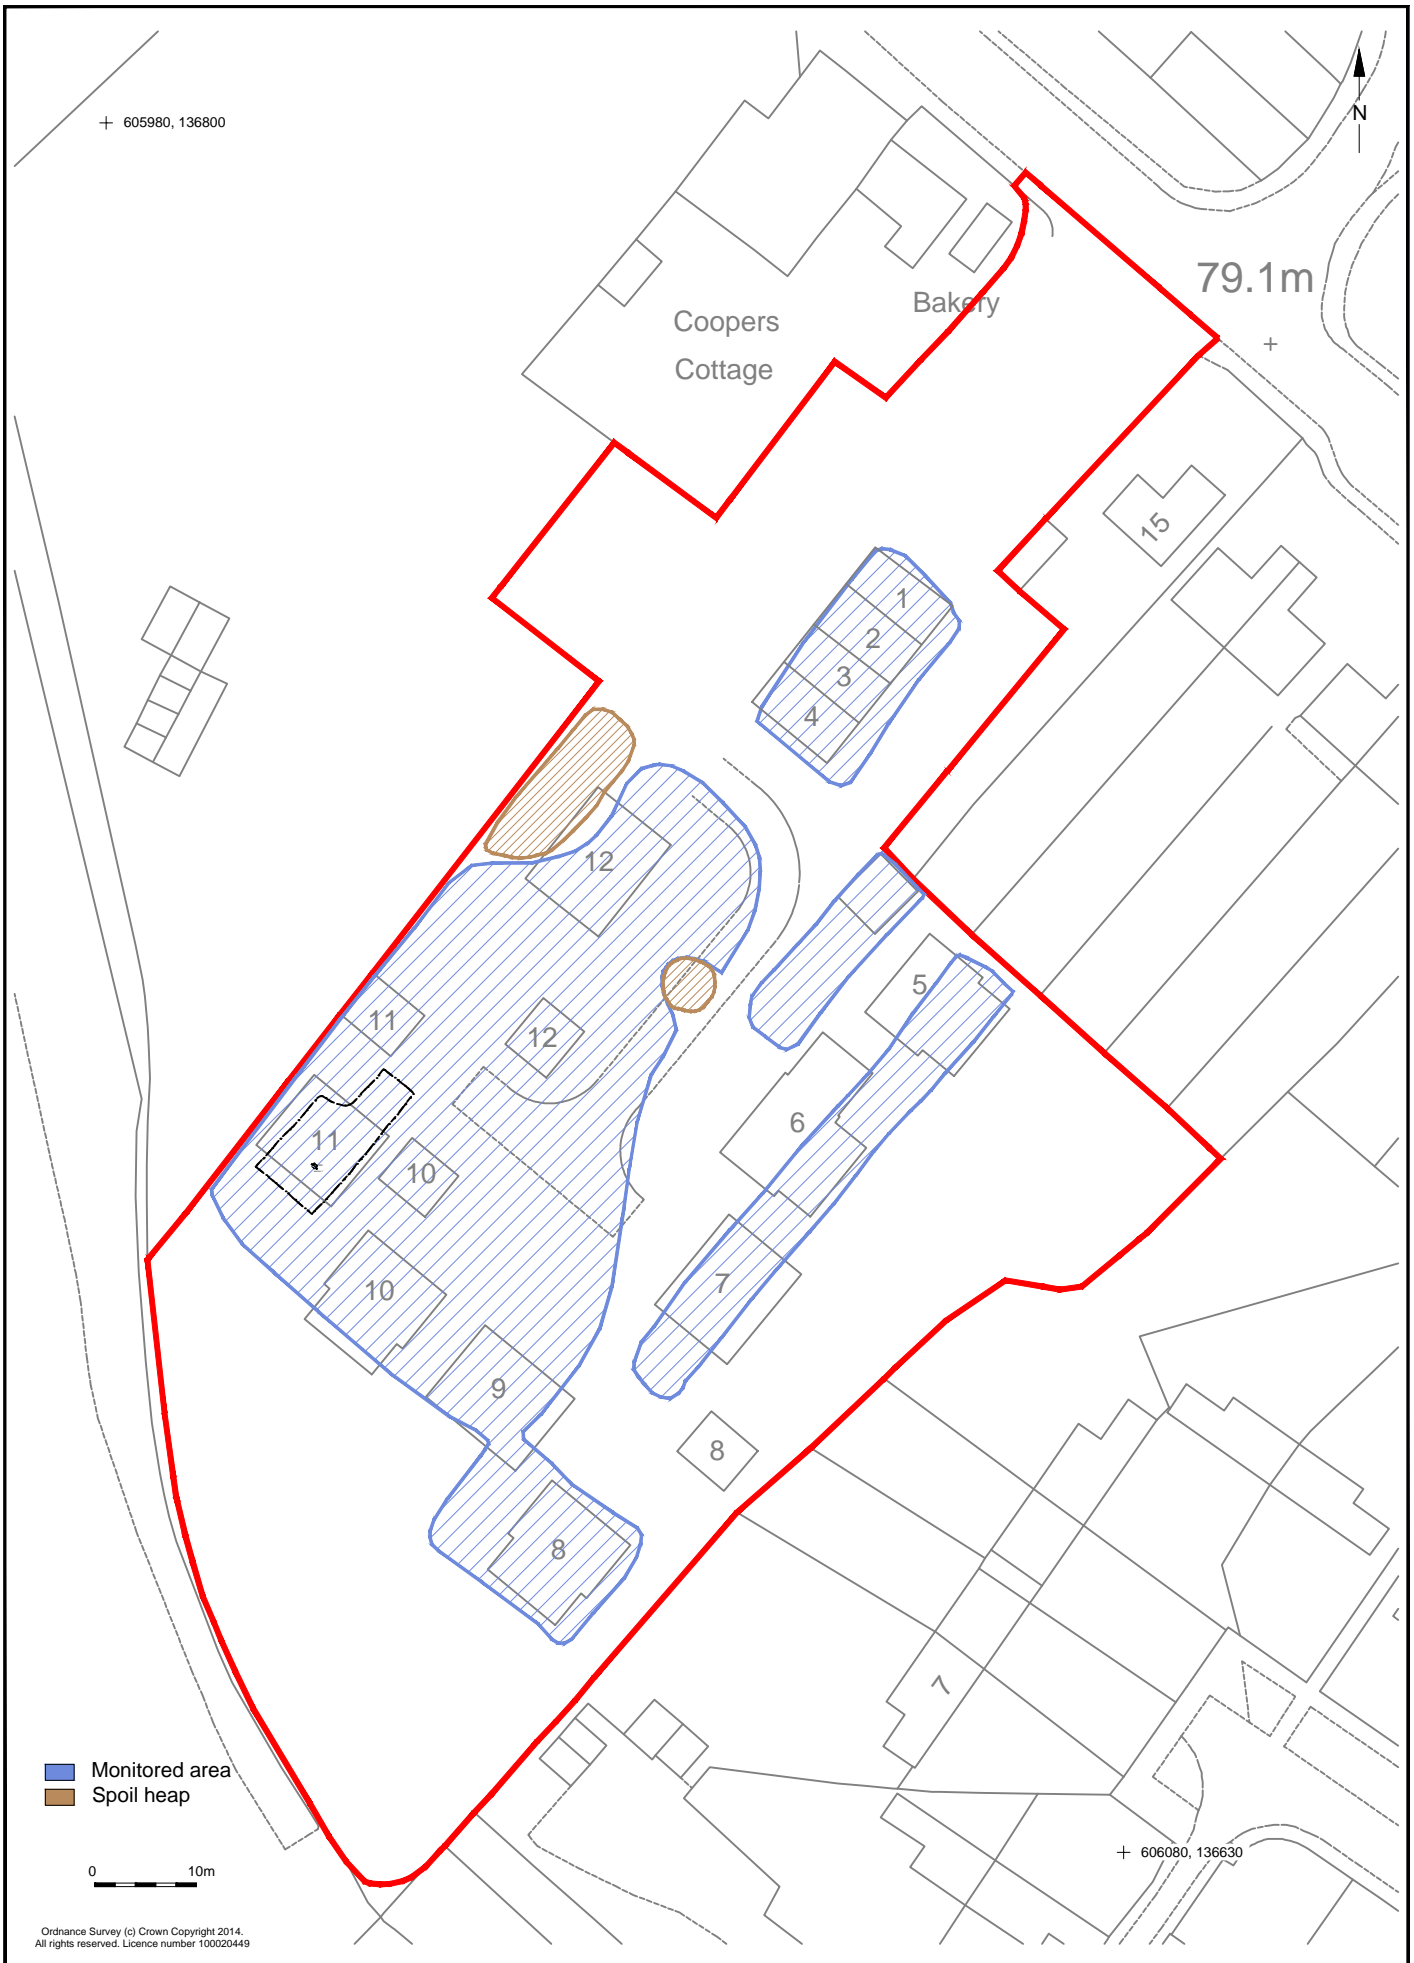 605980, 136800
N
79.1m
Bakery
Coopers
Cottage
15
1
2
3
4
12
5
11
12
6
11
10
7
10
9
8
8
7
Monitored area
Spoil heap
606080, 136630
0 10m
Ordnance Survey (c) Crown Copyright 2014.
All rights reserved. Licence number 100020449